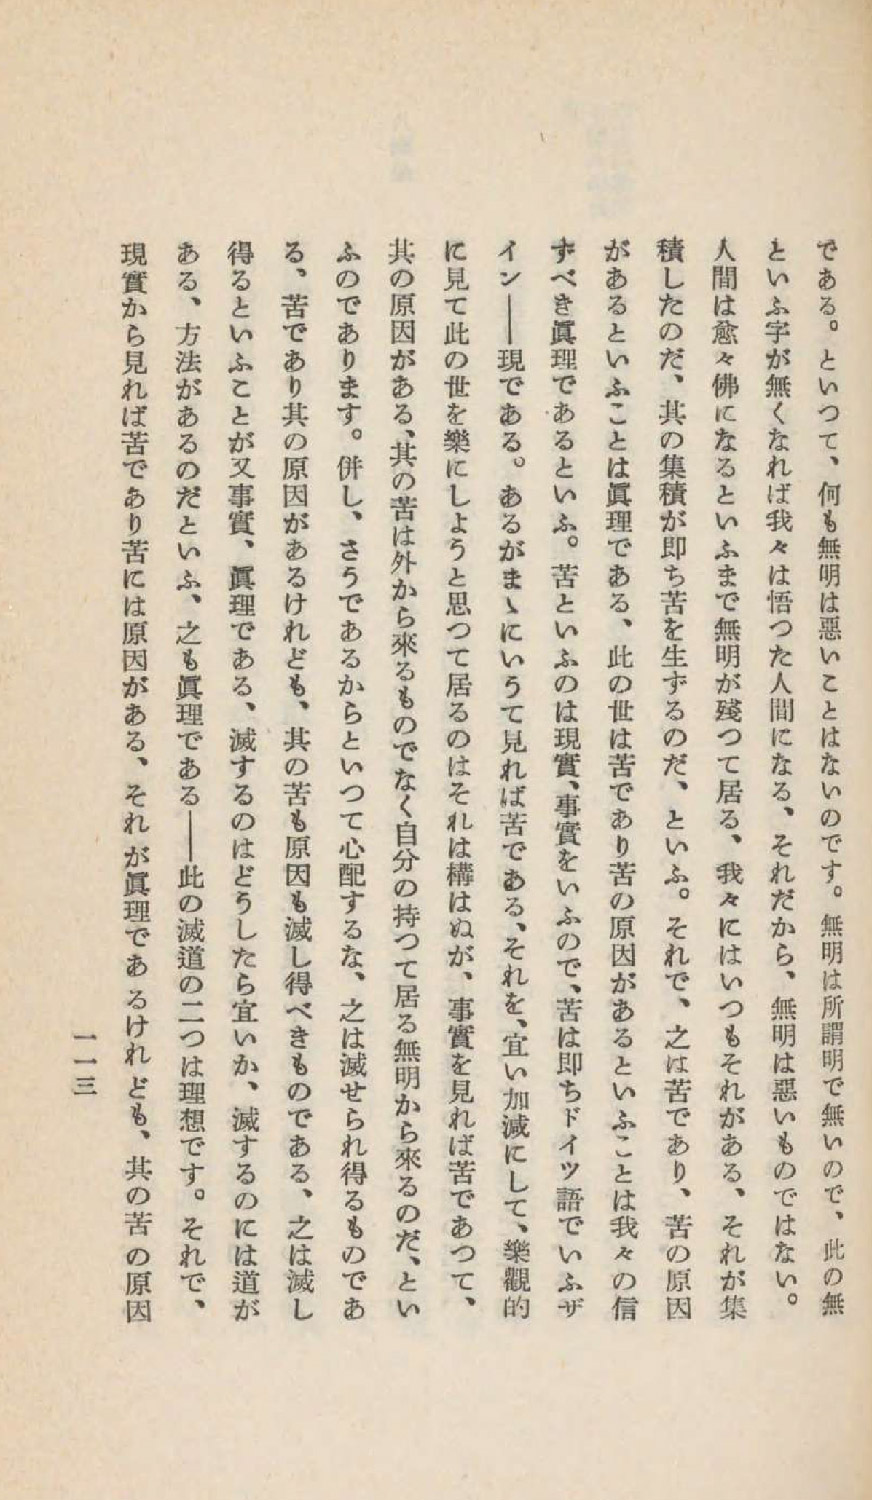 である。といつて、何も無明は惡いことはないのです。無明は所謂明で無いので、此の無
といふ字が無くなれば我々は悟つた人間になる、それだから、無明は惡いものではない。
人間は愈々佛になるといふまで無明が殘つて居る、我々にはいつもそれがある、それが集
積したのだ、其の集積が即ち苦を生ずるのだ、といふ。それで、之は苦であり、苦の原因
があるといふことは眞理である、此の世は苦であり苦の原因があるといふことは我々の信
ずべき眞理であるといふ。苦といふのは現實、事實をいふので、苦は即ちドイツ語でいふザ
イン――現である。あるがまゝにいうて見れば苦である、それを、宜い加減にして、樂觀的
に見て此の世を樂にしようと思つて居るのはそれは構はぬが、事實を見れば苦であつて、
其の原因がある、其の苦は外から來るものでなく自分の持つて居る無明から來るのだ、とい
ふのであります。併し、さうであるからといつて心配するな、之は滅せられ得るものであ
る、苦であり其の原因があるけれども、其の苦も原因も滅し得べきものである、之は滅し
得るといふことが又事實、眞理である、滅するのはどうしたら宜いか、滅するのには道が
ある、方法があるのだといふ、之も眞理である――此の滅道の二つは理想です。それで、
現實から見れば苦であり苦には原因がある、それが眞理であるけれども、其の苦の原因
一一三